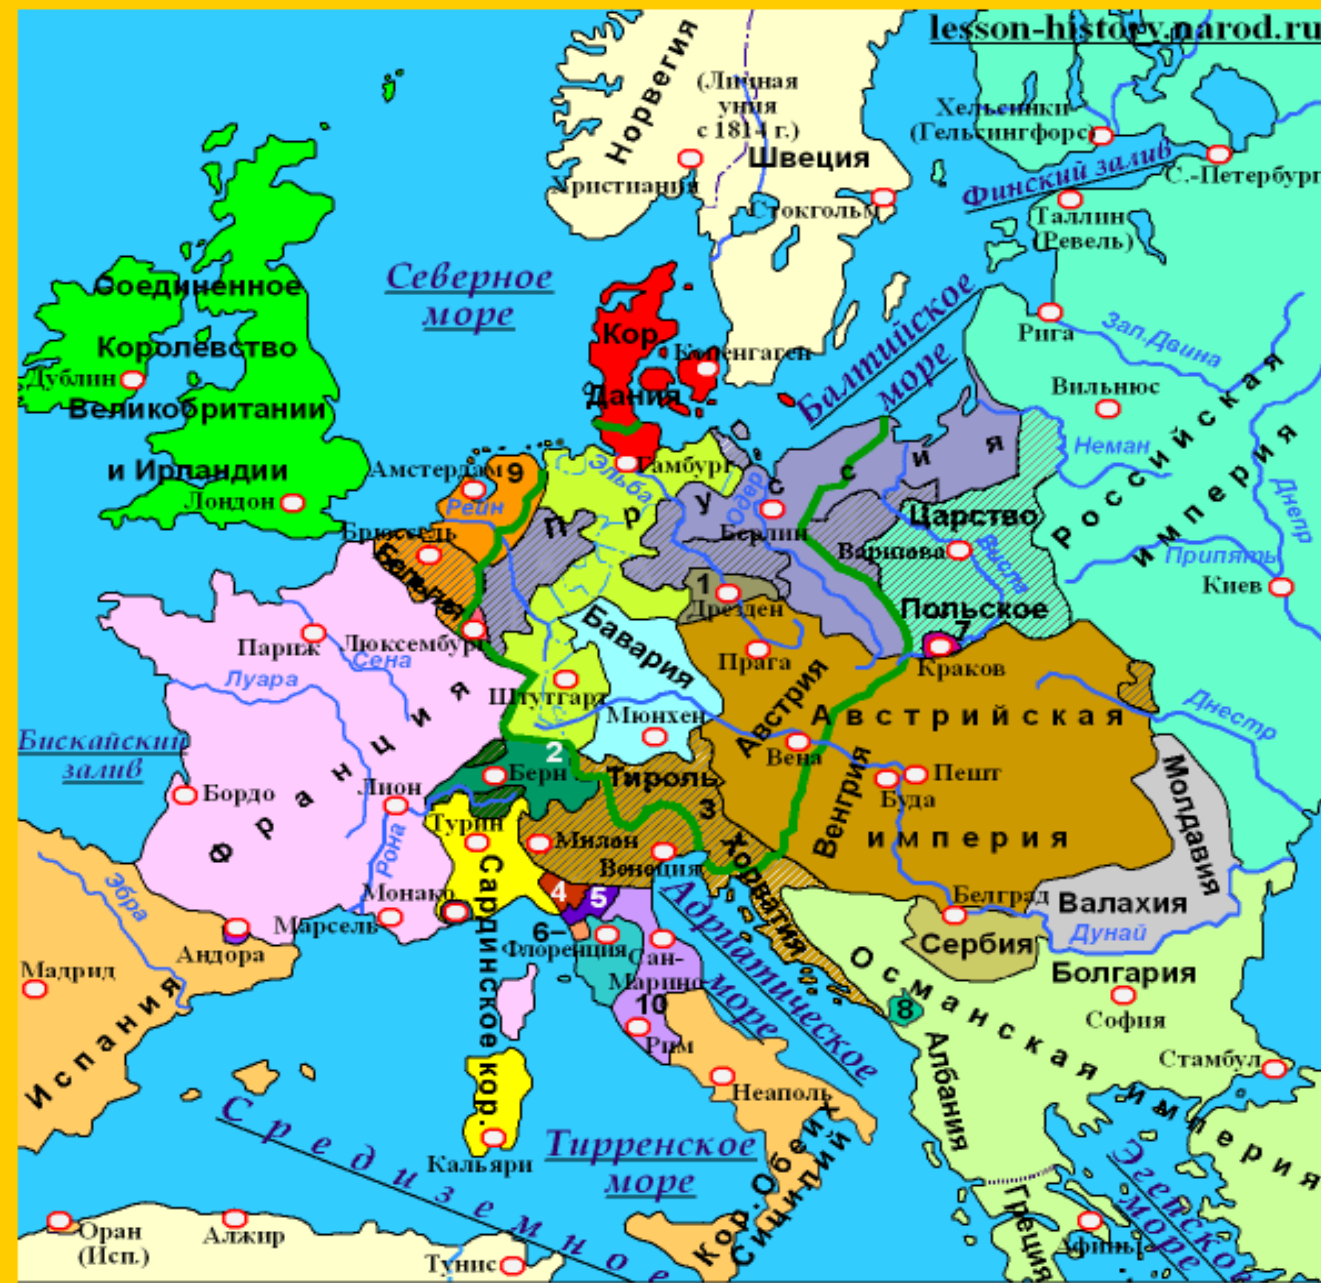 lesson-history.narod.ru
Норвегия
(Личная
уния
с 1814 г.)
Швеция
Христиания
Стокгольм
Хельсинки
(Гельсингфорс)
Финский залив
С.-Петербург
Таллин
(Ревель)
Северное
море
Соединенное
Королевство
Великобритании
и Ирландии
Дублин
Лондон
Кор.
Дания
Копенгаген
Балтийское
море
Рига
Зап.Двина
Вильнюс
Неман
Российская
империя
Днепр
Припять
Киев
Амстердам
9
Рейн
Брюссель
Бельгия
Люксембург
Эльба
Гамбург
Пруссия
Одер
Берлин
Царство
Польское
Варшава
Висла
1
Дрезден
7
Краков
Прага
Бавария
Штутгарт
Мюнхен
Париж
Сена
Луара
Франция
Бискайский
залив
Бордо
Лион
Рона
2
Берн
Тироль
3
Австрия
Австрийская
империя
Вена
Венгрия
Буда
Пешт
Днестр
Молдавия
Турин
Милан
Венеция
Хорватия
Белград
Валахия
Дунай
Сербия
Болгария
София
Османская империя
Стамбул
Эбра
Монако
Марсель
Андора
Мадрид
Испания
Сардинское кор.
4
5
6–
Флоренция
Сан-
Марино
10
Рим
Адриатическое
море
8
Албания
Неаполь
Кор. Обеих
Сицилий
Кальяри
Тирренское
море
Средиземное
Эгейское
море
Греция
Афины
Оран
(Исп.)
Алжир
Тунис